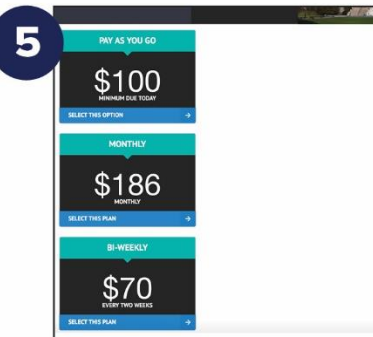 5
PAY AS YOU GO
$100
MINIMUM DUE TODAY
SELECT THIS OPTION →
MONTHLY
$186
MONTHLY
SELECT THIS PLAN →
BI-WEEKLY
$70
EVERY TWO WEEKS
SELECT THIS PLAN →